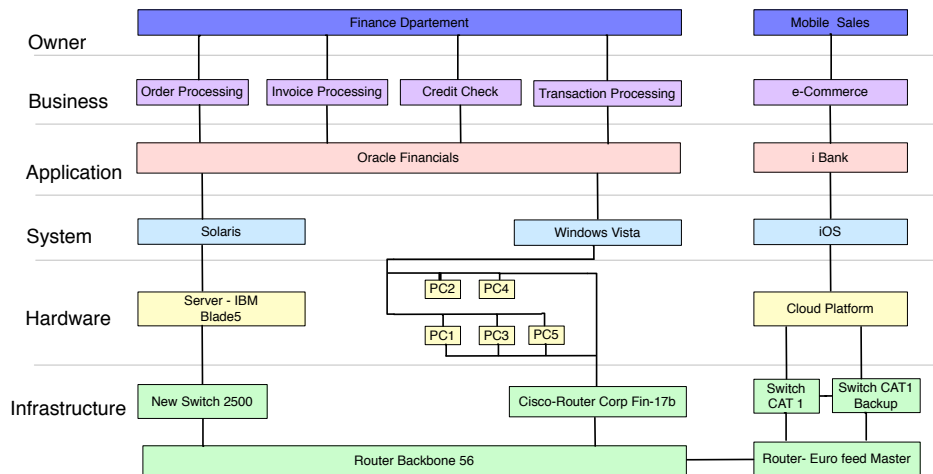 Finance Dpartement
Mobile Sales
Owner
Order Processing
Invoice Processing
Credit Check
Transaction Processing
e-Commerce
Business
Oracle Financials
i Bank
Application
Solaris
Windows Vista
iOS
System
PC2
PC4
Server - IBM
Blade5
Cloud Platform
Hardware
PC1
PC3
PC5
Switch
CAT 1
Switch CAT1
Backup
New Switch 2500
Cisco-Router Corp Fin-17b
Infrastructure
Router Backbone 56
Router- Euro feed Master